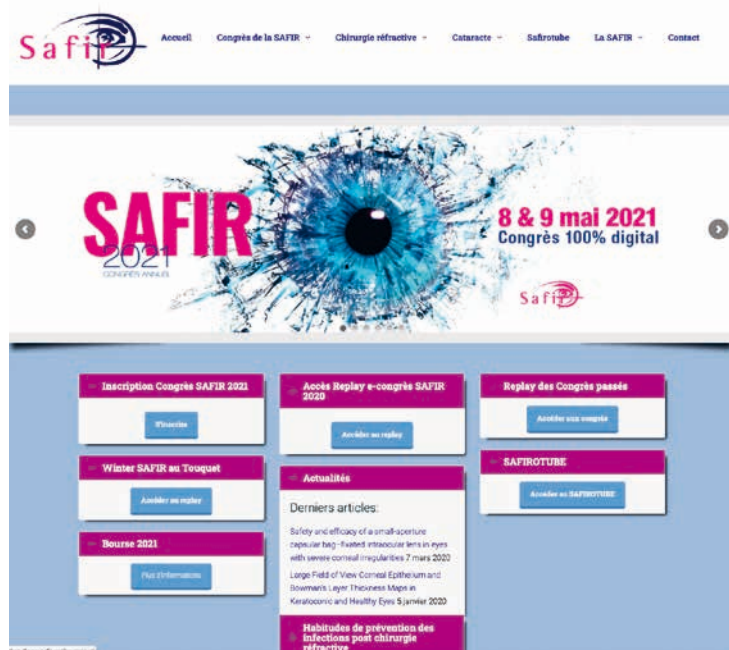 Safir
Accueil Congrès de la SAFIR Chirurgie réfractive Cataracte Safirotube La SAFIR Contact
SAFIR
2021
CONGRÈS ANNUEL
8 & 9 mai 2021
Congrès 100% digital
Safir
Inscription Congrès SAFIR 2021
S'inscrire
Winter SAFIR au Touquet
Accéder au replay
Bourse 2021
Plus d'informations
Accès Replay e-congrès SAFIR
2020
Accéder au replay
Actualités
Derniers articles:
Safety and efficacy of a small-aperture
capsular bag-fixated intraocular lens in eyes
with severe corneal irregularities 7 mars 2020
Large Field of View Corneal Epithelium and
Bowman's Layer Thickness Maps in
Keratoconic and Healthy Eyes 5 janvier 2020
Habitudes de prévention des
infections post chirurgie
réfractive
Replay des Congrès passés
Accéder aux congrès
SAFIROTUBE
Accéder au SAFIROTUBE